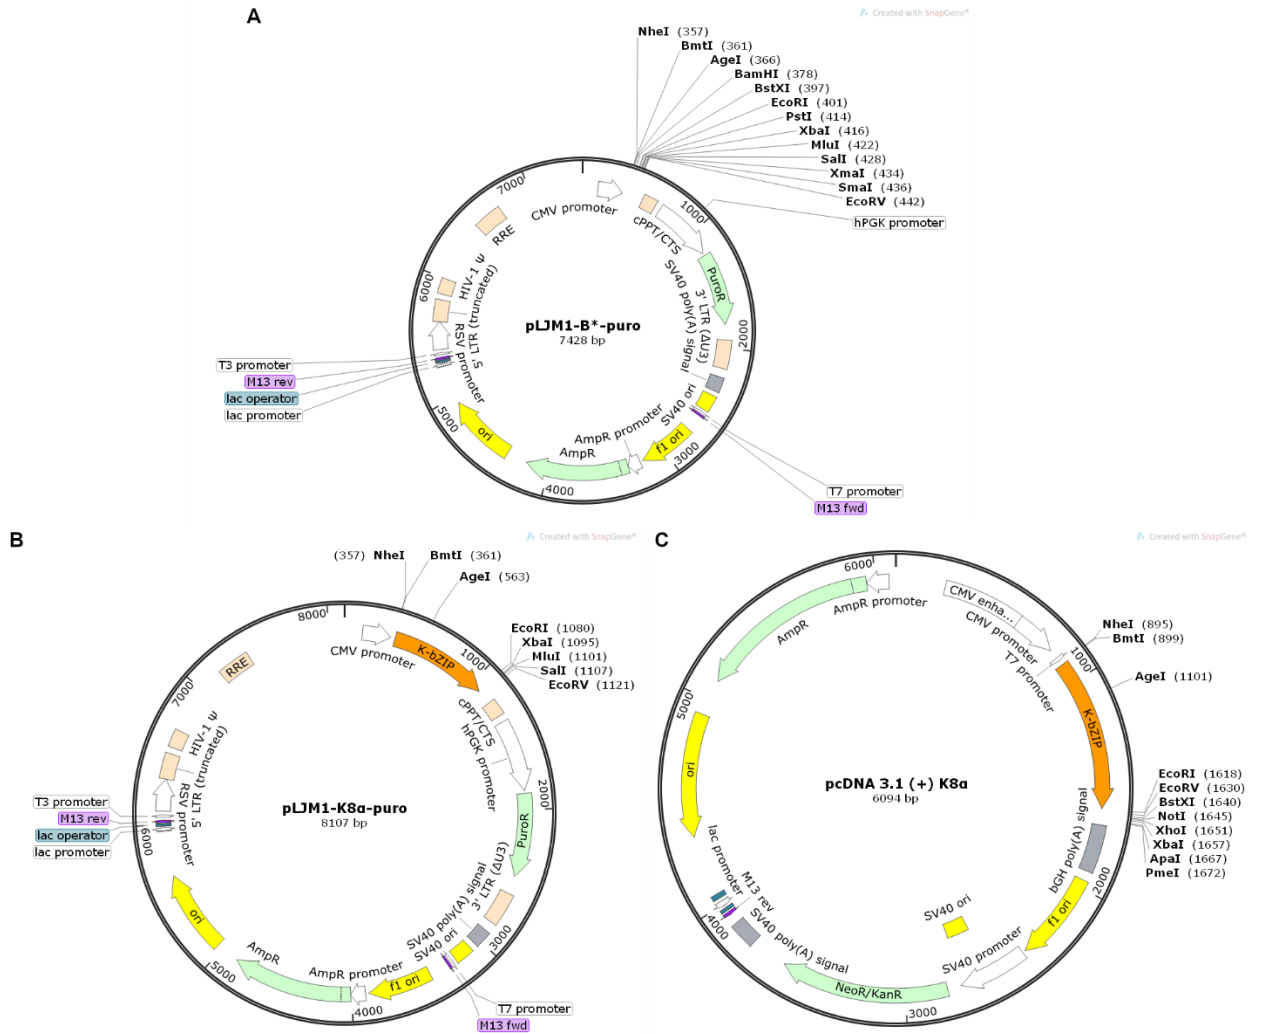 A
Created with SnapGene®
NheI (357)
BmtI (361)
AgeI (366)
BamHI (378)
BstXI (397)
EcoRI (401)
PstI (414)
XbaI (416)
MluI (422)
SalI (428)
XmaI (434)
SmaI (436)
EcoRV (442)
hPGK promoter
7000
CMV promoter
1000
cPPT/CTS
RRE
PuroR
HIV-1 Ψ
6000
5' LTR (truncated)
RSV promoter
SV40 poly(A) signal
3' LTR (ΔU3)
2000
pLJM1-B*-puro
7428 bp
T3 promoter
M13 rev
lac operator
lac promoter
5000
ori
SV40 ori
AmpR promoter
AmpR
f1 ori
3000
4000
T7 promoter
M13 fwd
B
Created with SnapGene®
(357) NheI
BmtI (361)
AgeI (563)
EcoRI (1080)
XbaI (1095)
MluI (1101)
SalI (1107)
EcoRV (1121)
8000
CMV promoter
K-bZIP
1000
RRE
7000
cPPT/CTS
hPGK promoter
HIV-1 Ψ
5' LTR (truncated)
RSV promoter
2000
PuroR
pLJM1-K8α-puro
8107 bp
T3 promoter
M13 rev
lac operator
lac promoter
6000
ori
3' LTR (ΔU3)
SV40 poly(A) signal
SV40 ori
3000
AmpR
AmpR promoter
f1 ori
5000
4000
T7 promoter
M13 fwd
C
Created with SnapGene®
6000
AmpR promoter
AmpR
CMV enha...
CMV promoter
T7 promoter
1000
NheI (895)
BmtI (899)
AgeI (1101)
K-bZIP
5000
ori
pcDNA 3.1 (+) K8α
6094 bp
EcoRI (1618)
EcoRV (1630)
BstXI (1640)
NotI (1645)
XhoI (1651)
XbaI (1657)
ApaI (1667)
PmeI (1672)
bGH poly(A) signal
2000
lac promoter
M13 rev
4000
SV40 poly(A) signal
SV40 ori
f1 ori
SV40 promoter
NeoR/KanR
3000